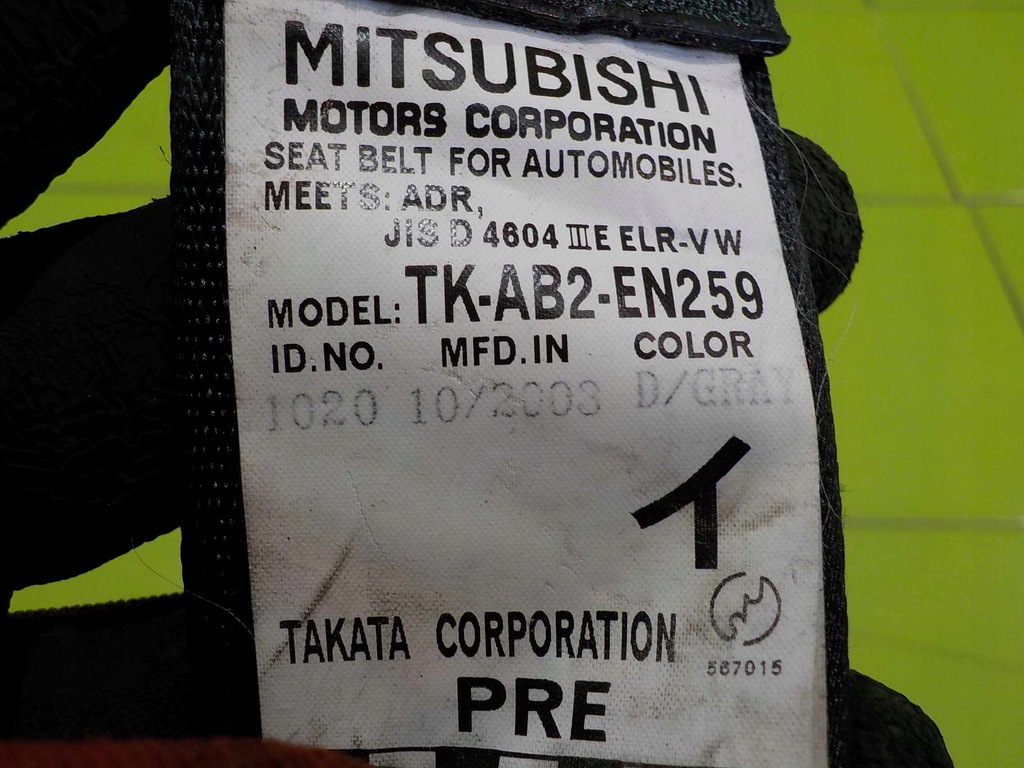 MITSUBISHI
MOTORS CORPORATION
SEAT BELT FOR AUTOMOBILES.
MEETS: ADR,
JIS D 4604 III E ELR-VW
MODEL: TK-AB2-EN259
ID.NO. MFD.IN COLOR
1020 10/2003 D/GRAY
イ
TAKATA CORPORATION
567015
PRE